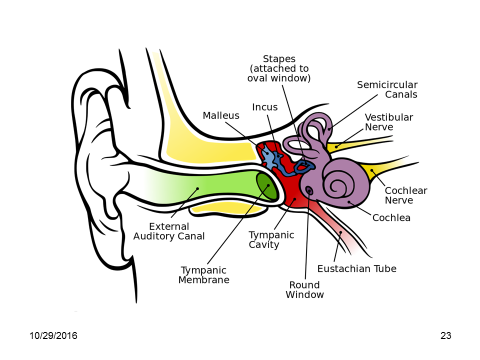 Stapes
(attached to
oval window)
Semicircular
Canals
Incus
Malleus
Vestibular
Nerve
Cochlear
Nerve
Cochlea
External
Auditory Canal
Tympanic
Cavity
Tympanic
Membrane
Eustachian Tube
Round
Window
10/29/2016
23